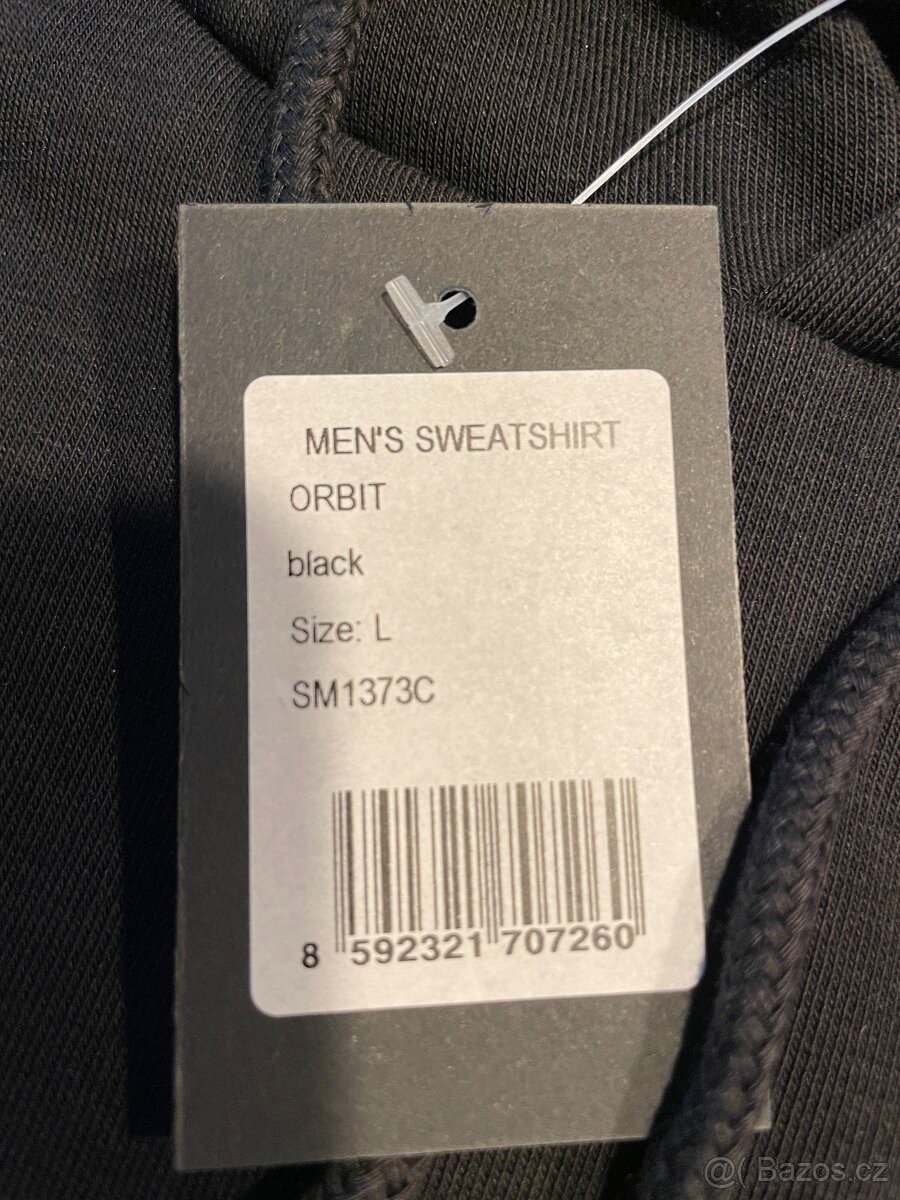 MEN'S SWEATSHIRT
ORBIT
black
Size: L
SM1373C
8 592321 707260
@( Bazos.cz